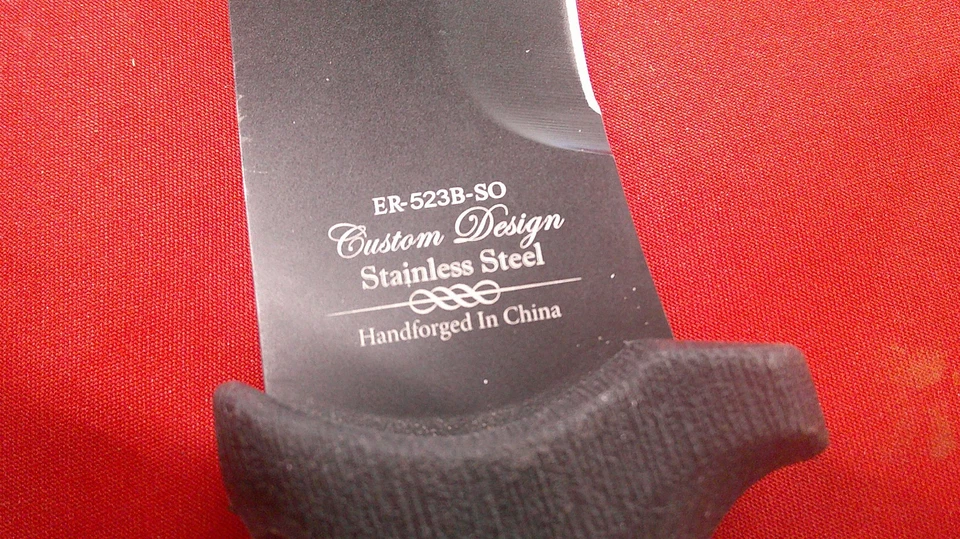 ER-523B-SO
Custom Design
Stainless Steel
Handforged In China